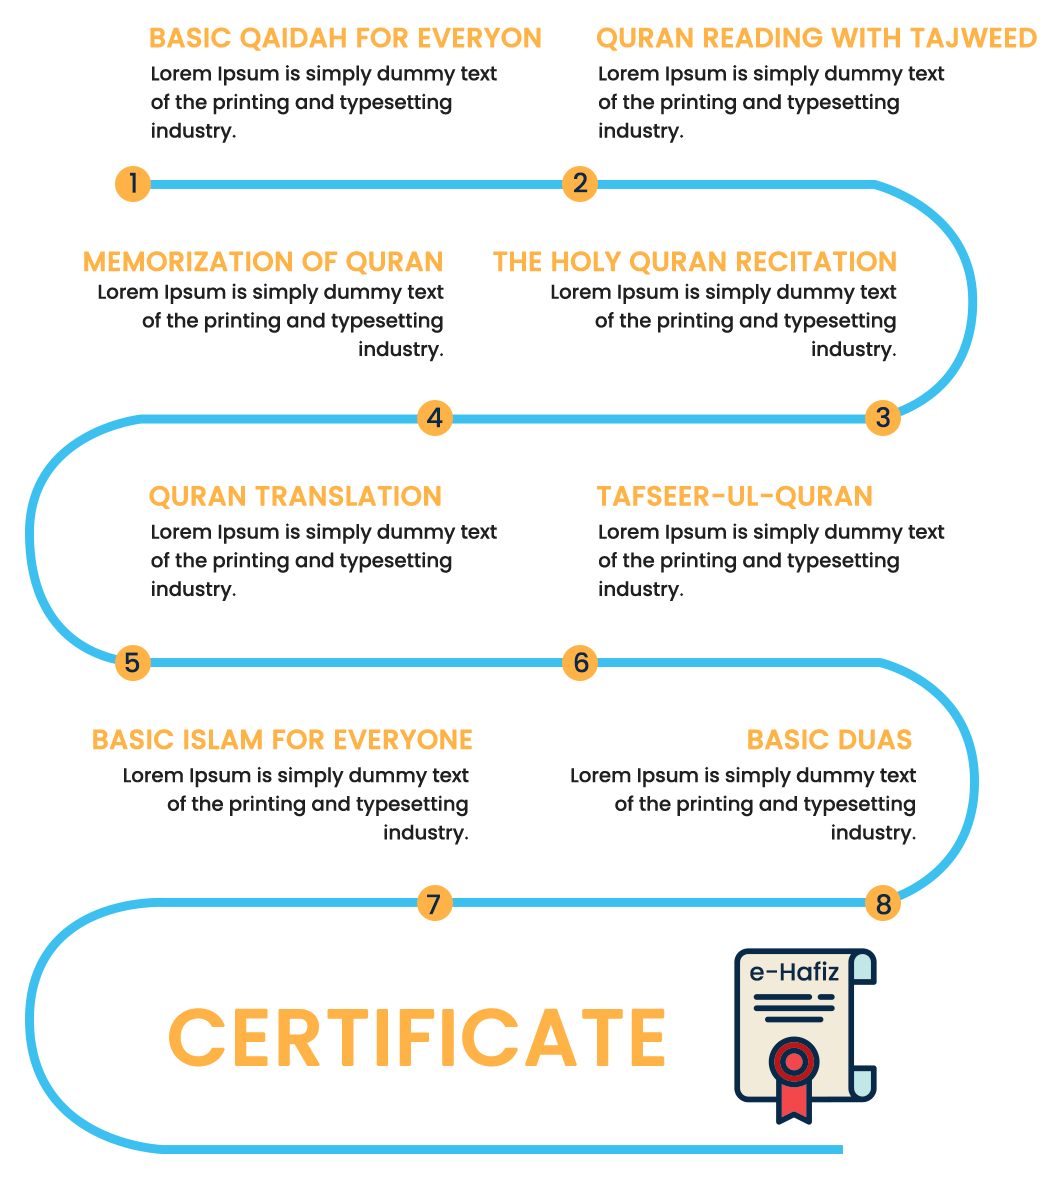 BASIC QAIDAH FOR EVERYON
Lorem Ipsum is simply dummy text
of the printing and typesetting
industry.
QURAN READING WITH TAJWEED
Lorem Ipsum is simply dummy text
of the printing and typesetting
industry.
1
2
MEMORIZATION OF QURAN
Lorem Ipsum is simply dummy text
of the printing and typesetting
industry.
THE HOLY QURAN RECITATION
Lorem Ipsum is simply dummy text
of the printing and typesetting
industry.
4
3
QURAN TRANSLATION
Lorem Ipsum is simply dummy text
of the printing and typesetting
industry.
TAFSEER-UL-QURAN
Lorem Ipsum is simply dummy text
of the printing and typesetting
industry.
5
6
BASIC ISLAM FOR EVERYONE
Lorem Ipsum is simply dummy text
of the printing and typesetting
industry.
BASIC DUAS
Lorem Ipsum is simply dummy text
of the printing and typesetting
industry.
7
8
e-Hafiz
CERTIFICATE